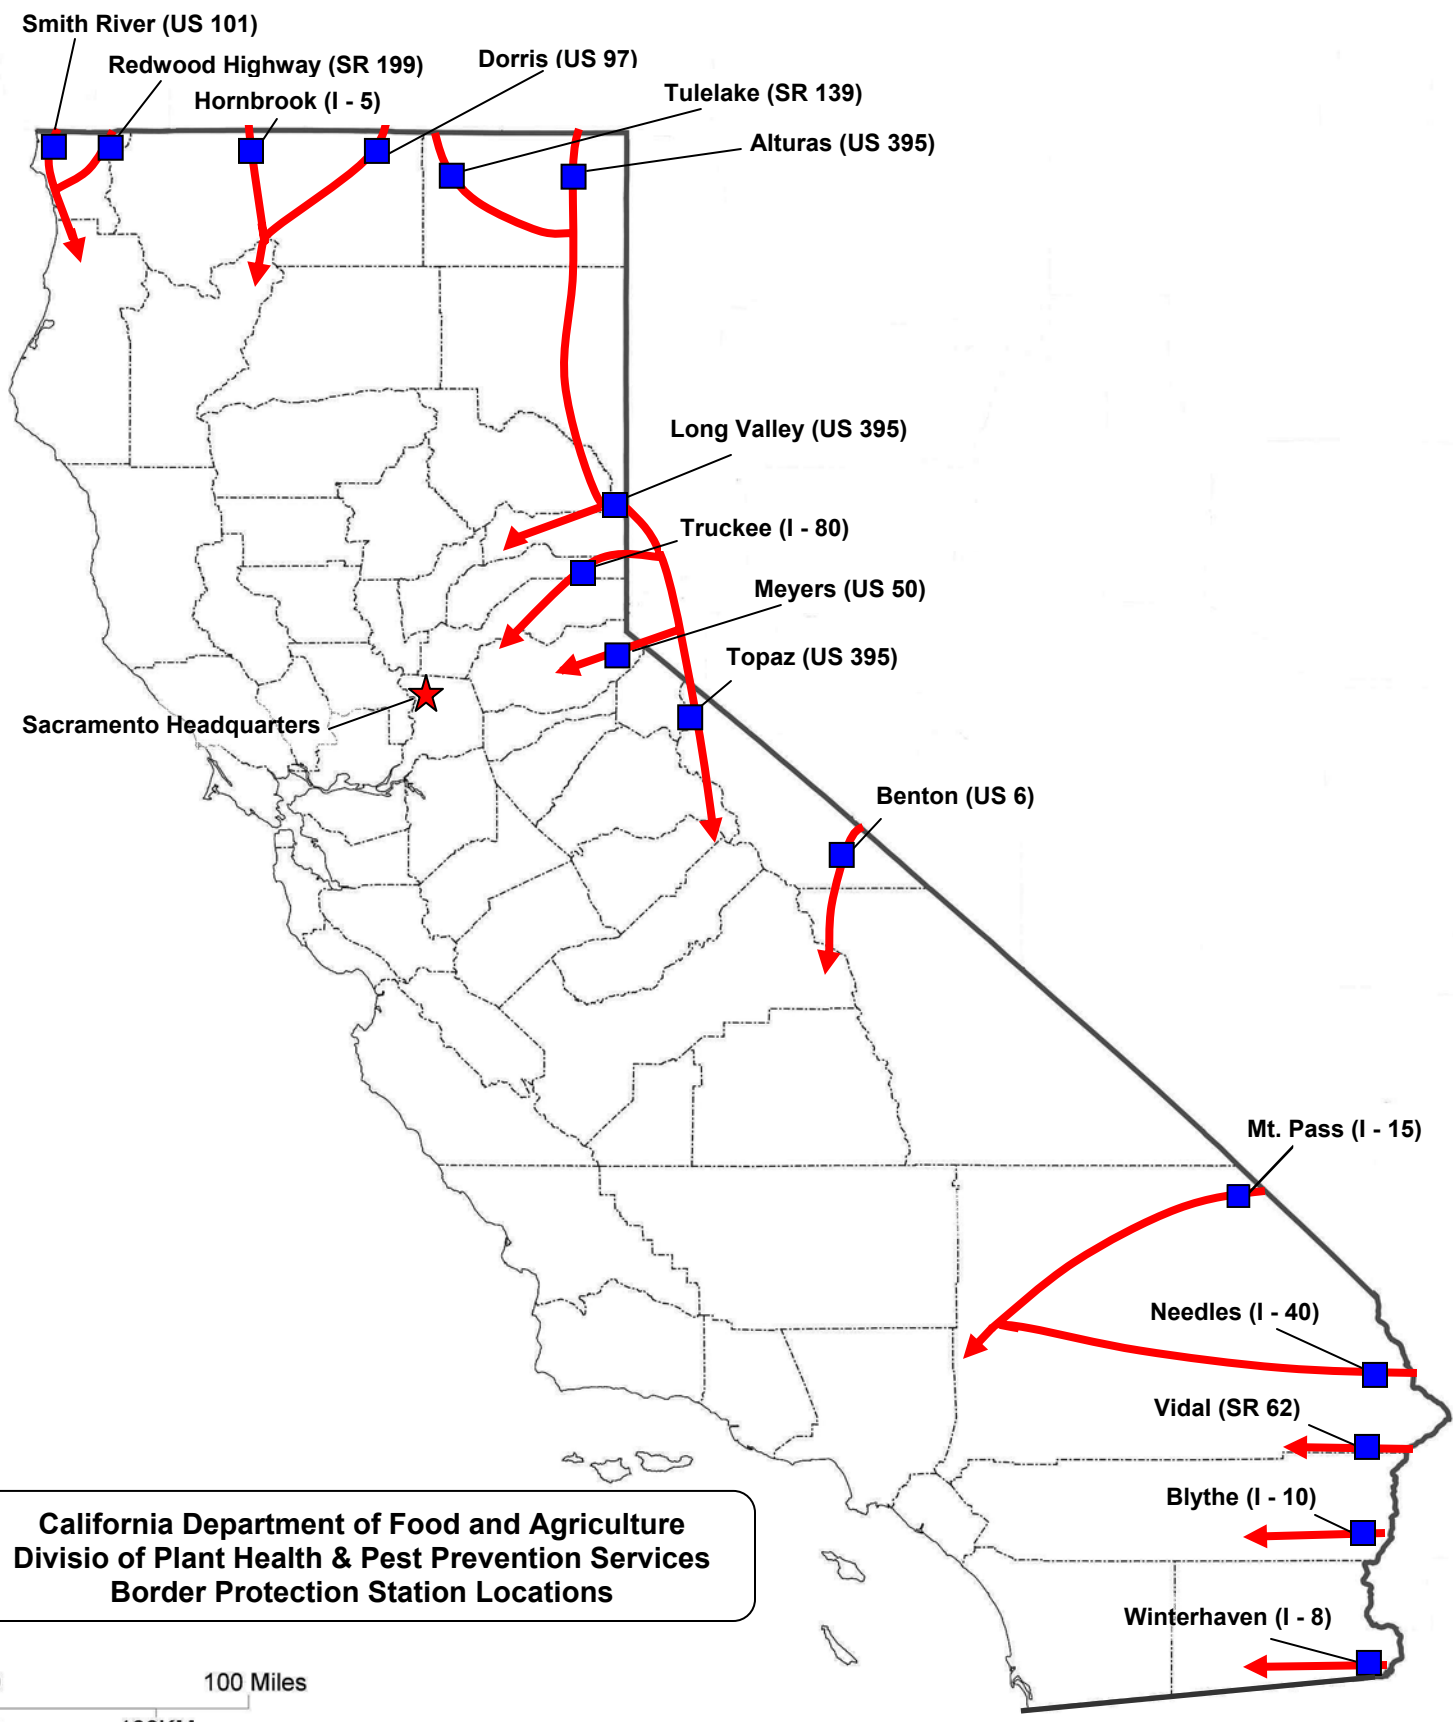 Smith River (US 101)
Redwood Highway (SR 199)
Dorris (US 97)
Hornbrook (I - 5)
Tulelake (SR 139)
Alturas (US 395)
Long Valley (US 395)
Truckee (I - 80)
Meyers (US 50)
Topaz (US 395)
Sacramento Headquarters
Benton (US 6)
Mt. Pass (I - 15)
Needles (I - 40)
Vidal (SR 62)
Blythe (I - 10)
Winterhaven (I - 8)
California Department of Food and Agriculture
Divisio of Plant Health & Pest Prevention Services
Border Protection Station Locations
100 Miles